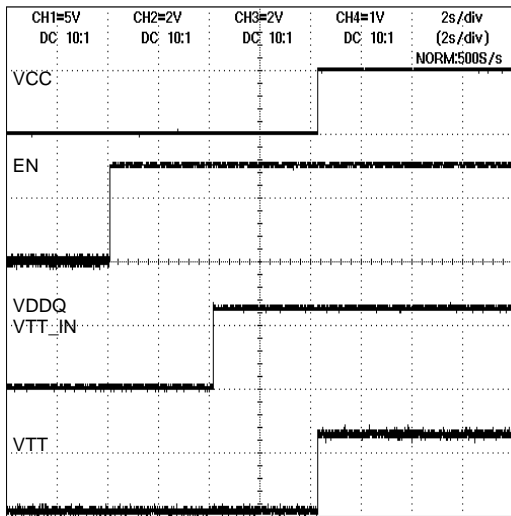 CH1=5V CH2=2V CH3=2V CH4=1V 2s/div
DC 10:1 DC 10:1 DC 10:1 DC 10:1 (2s/div)
NORM:500S/s
VCC
EN
VDDQ
VTT_IN
VTT